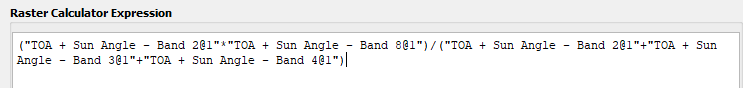 Raster Calculator Expression
("TOA + Sun Angle - Band 2@1"*"TOA + Sun Angle - Band 8@1")/("TOA + Sun Angle - Band 2@1"+"TOA + Sun
Angle - Band 3@1"+"TOA + Sun Angle - Band 4@1")